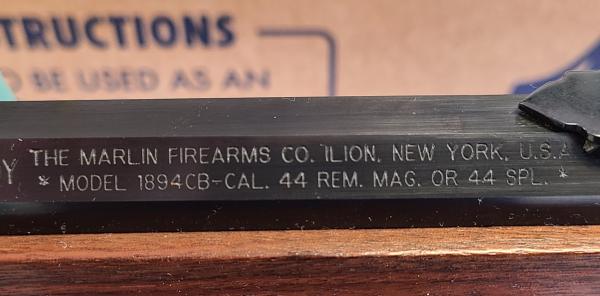 STRUCTIONS
BE USED AS AN
Y THE MARLIN FIREARMS CO. ILION, NEW YORK, U.S.A
* MODEL 1894CB-CAL. 44 REM. MAG. OR 44 SPL. *